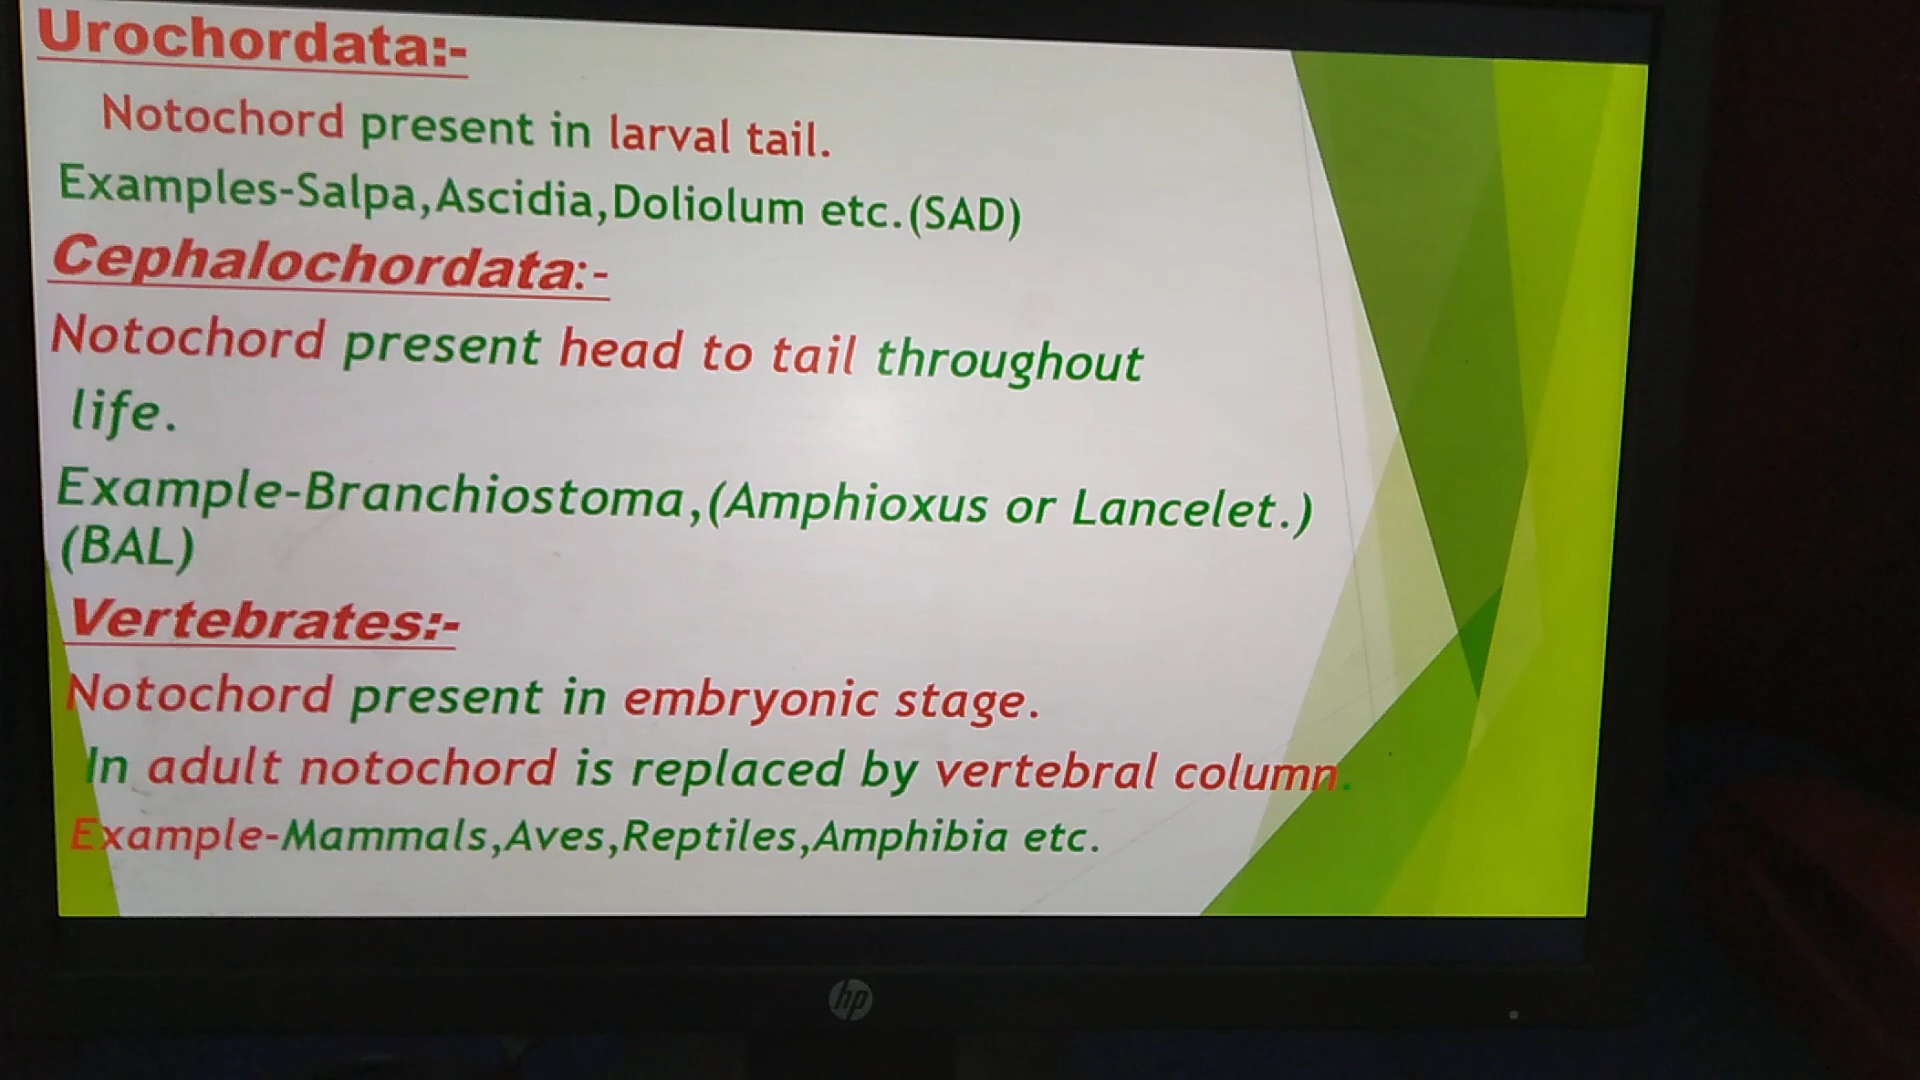 Urochordata:-
Notochord present in larval tail.
Examples-Salpa,Ascidia,Doliolum etc.(SAD)
Cephalochordata:-
Notochord present head to tail throughout
life.
Example-Branchiostoma,(Amphioxus or Lancelet.)
(BAL)
Vertebrates:-
Notochord present in embryonic stage.
In adult notochord is replaced by vertebral column.
Example-Mammals,Aves,Reptiles,Amphibia etc.
hp